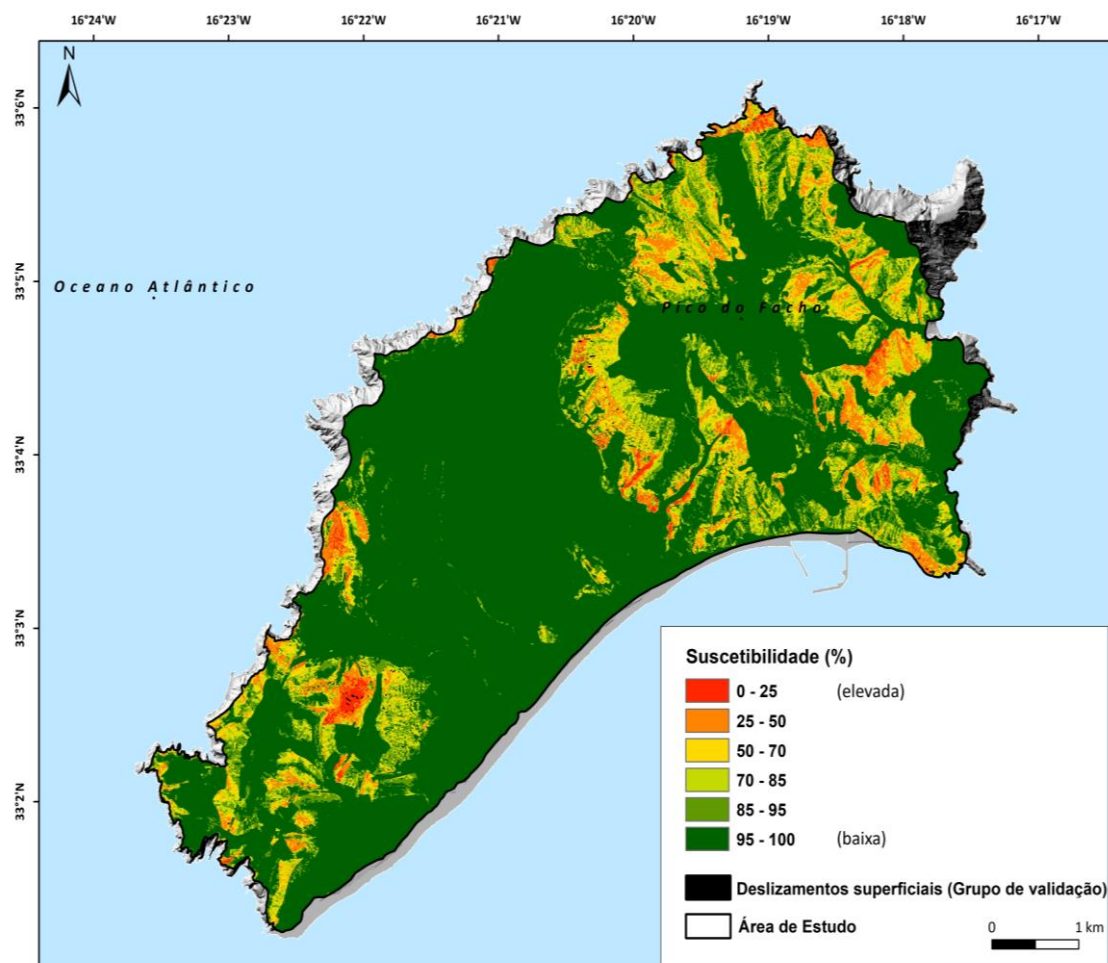 16°24'W 16°23'W 16°22'W 16°21'W 16°20'W 16°19'W 16°18'W 16°17'W
N
33°6'N
33°5'N
Oceano Atlântico
Pico do Facho
33°4'N
33°3'N
33°2'N
Suscetibilidade (%)
0 - 25 (elevada)
25 - 50
50 - 70
70 - 85
85 - 95
95 - 100 (baixa)
Deslizamentos superficiais (Grupo de validação)
Área de Estudo
0 1 km